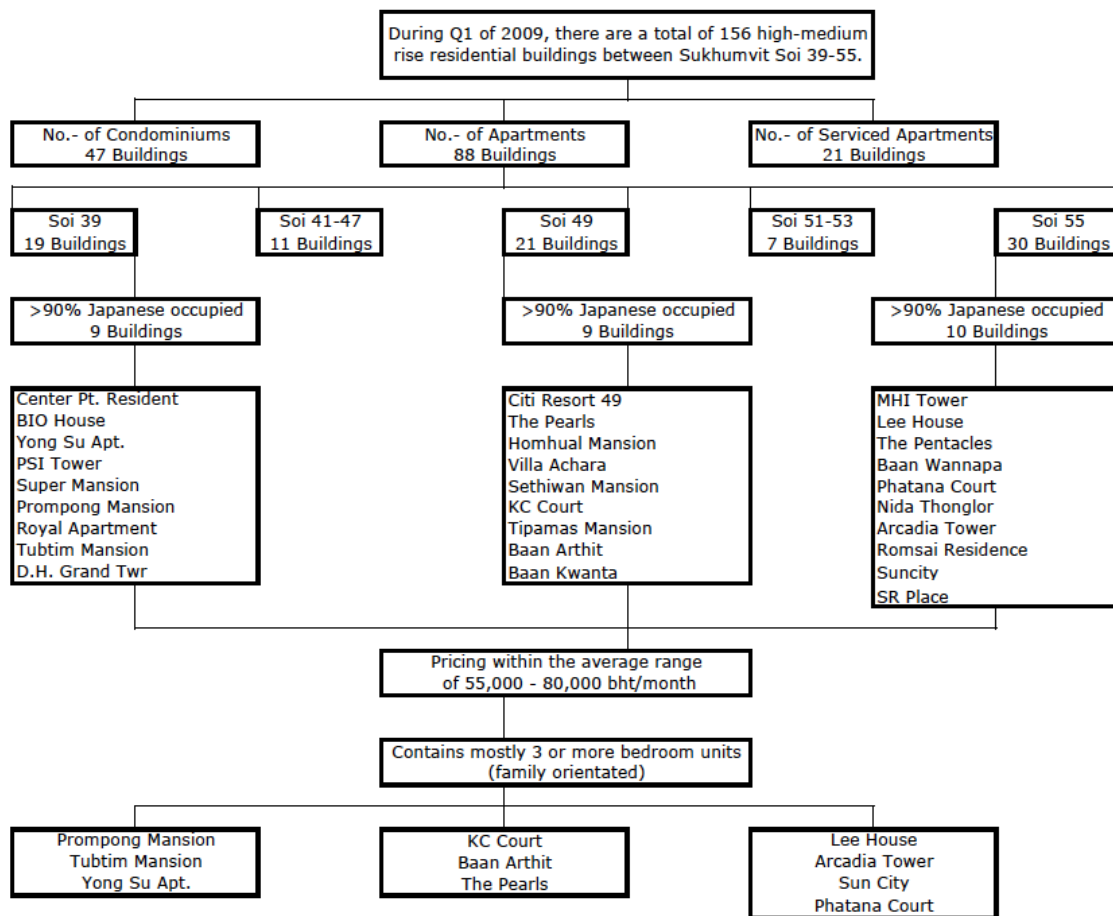 During Q1 of 2009, there are a total of 156 high-medium
rise residential buildings between Sukhumvit Soi 39-55.
No.- of Condominiums
47 Buildings
No.- of Apartments
88 Buildings
No.- of Serviced Apartments
21 Buildings
Soi 39
19 Buildings
Soi 41-47
11 Buildings
Soi 49
21 Buildings
Soi 51-53
7 Buildings
Soi 55
30 Buildings
>90% Japanese occupied
9 Buildings
>90% Japanese occupied
9 Buildings
>90% Japanese occupied
10 Buildings
Center Pt. Resident
BIO House
Yong Su Apt.
PSI Tower
Super Mansion
Prompong Mansion
Royal Apartment
Tubtim Mansion
D.H. Grand Twr
Citi Resort 49
The Pearls
Homhual Mansion
Villa Achara
Sethiwan Mansion
KC Court
Tipamas Mansion
Baan Arthit
Baan Kwanta
MHI Tower
Lee House
The Pentacles
Baan Wannapa
Phatana Court
Nida Thonglor
Arcadia Tower
Romsai Residence
Suncity
SR Place
Pricing within the average range
of 55,000 - 80,000 bht/month
Contains mostly 3 or more bedroom units
(family orientated)
Prompong Mansion
Tubtim Mansion
Yong Su Apt.
KC Court
Baan Arthit
The Pearls
Lee House
Arcadia Tower
Sun City
Phatana Court